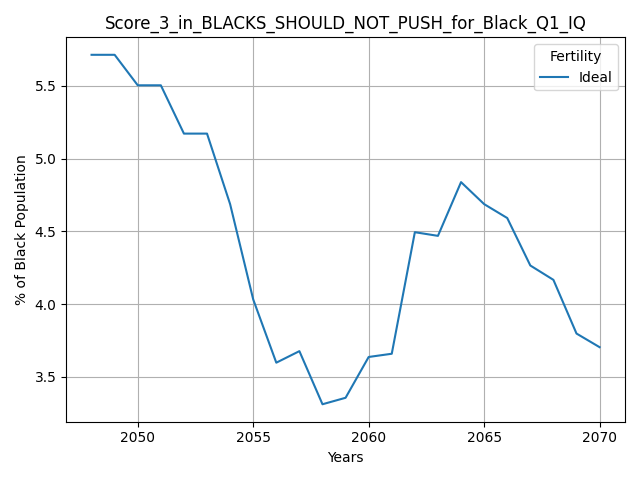 Score_3_in_BLACKS_SHOULD_NOT_PUSH_for_Black_Q1_IQ
Fertility
Ideal
5.5
5.0
4.5
4.0
3.5
% of Black Population
2050 2055 2060 2065 2070
Years